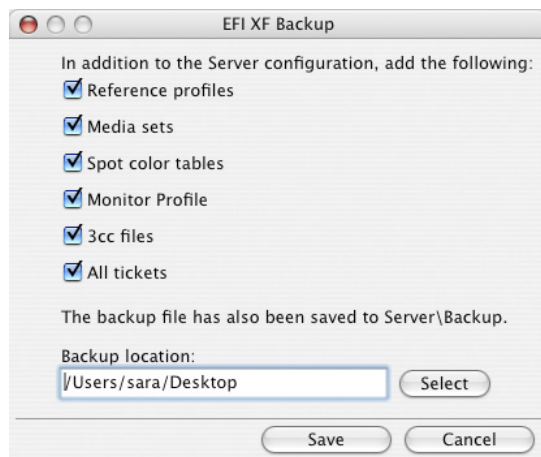 EFI XF Backup
In addition to the Server configuration, add the following:
Reference profiles
Media sets
Spot color tables
Monitor Profile
3cc files
All tickets
The backup file has also been saved to Server\Backup.
Backup location:
/Users/sara/Desktop
Select
Save
Cancel